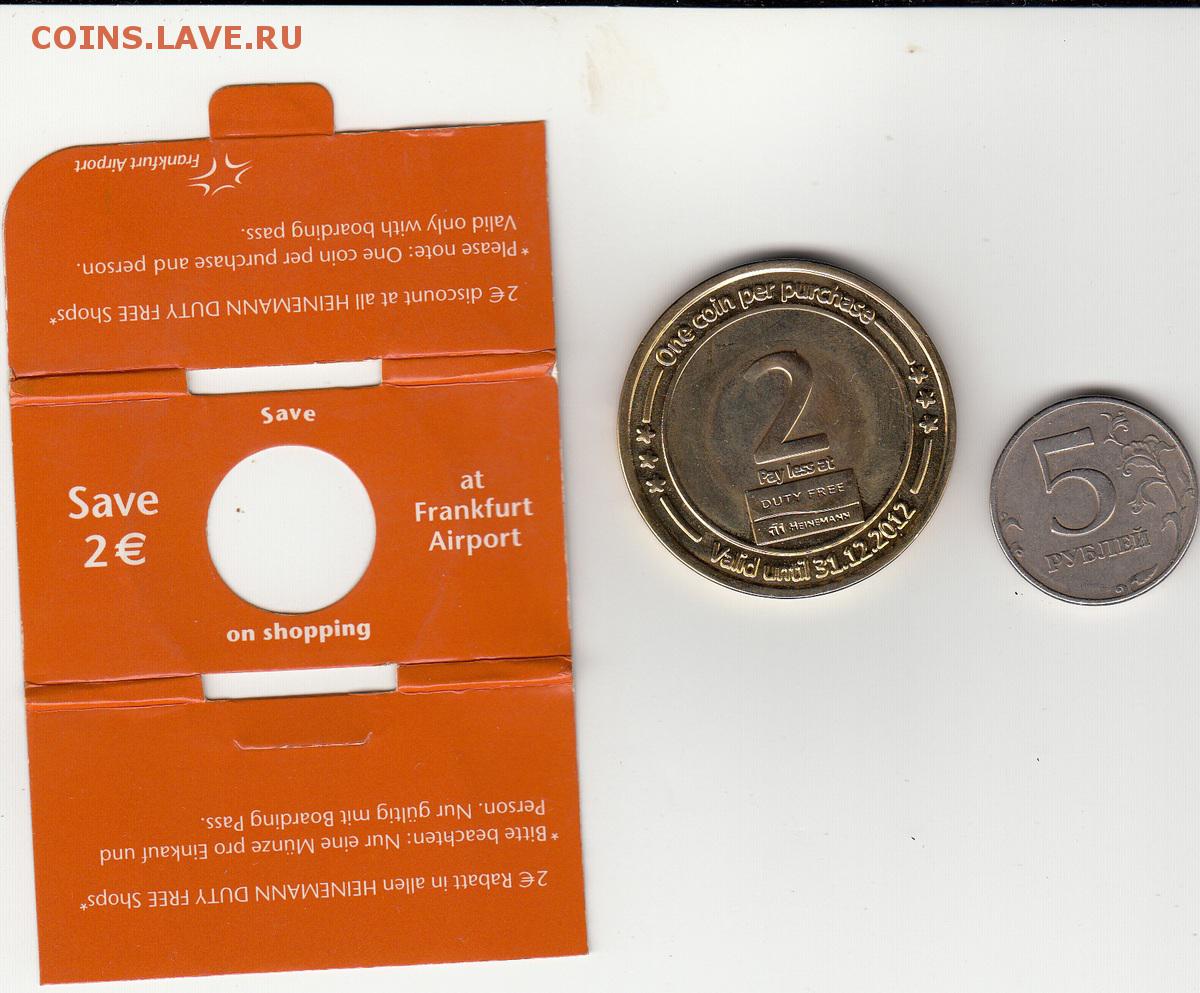 COINS.LAVE.RU
Frankfurt Airport
2€ discount at all HEINEMANN DUTY FREE Shops*
*Please note: One coin per purchase and person.
Valid only with boarding pass.
Save
Save
2€
at
Frankfurt
Airport
on shopping
2€ Rabatt in allen HEINEMANN DUTY FREE Shops*
*Bitte beachten: Nur eine Münze pro Einkauf und
Person. Nur gültig mit Boarding Pass.
One coin per purchase
2
Pay less at
DUTY FREE
HEINEMANN
Valid until 31.12.2012
5
РУБЛЕЙ